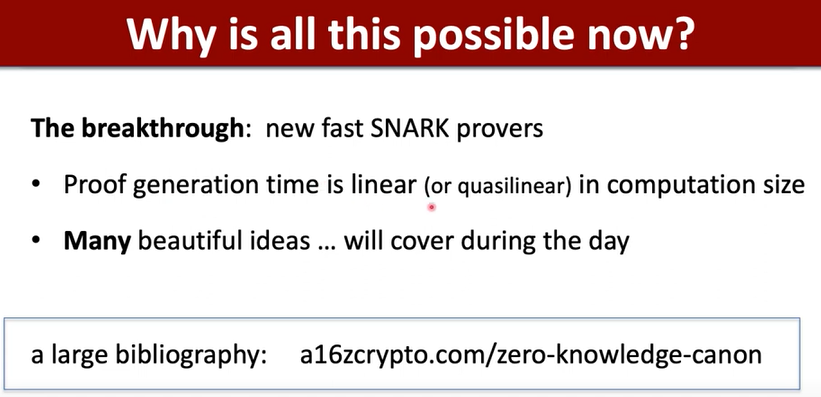 Why is all this possible now?
The breakthrough: new fast SNARK provers
• Proof generation time is linear (or quasilinear) in computation size
• Many beautiful ideas ... will cover during the day
a large bibliography: a16zcrypto.com/zero-knowledge-canon